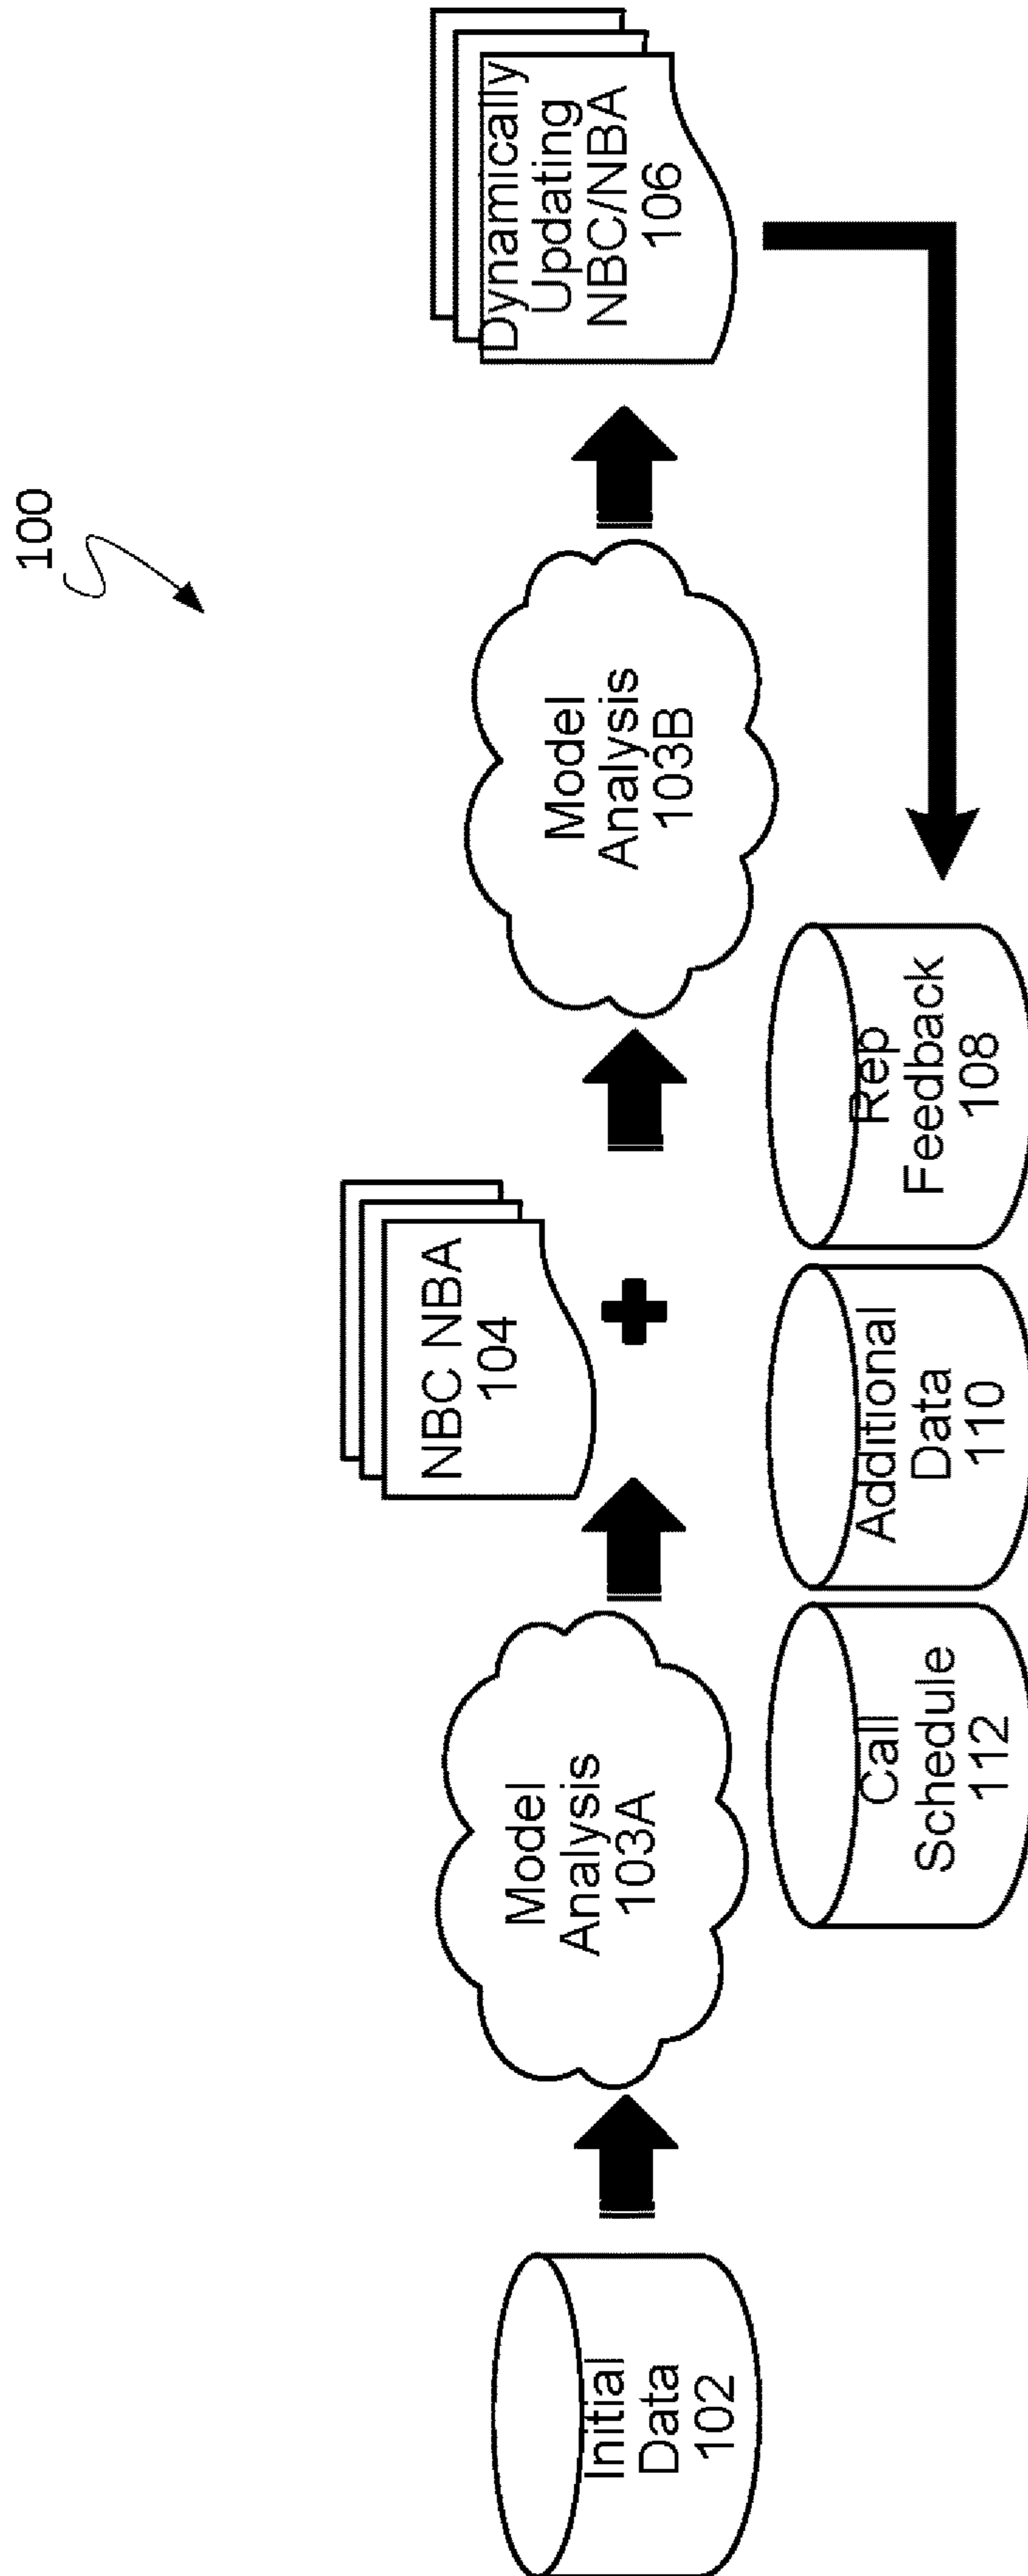 100
Initial
Data
102
Model
Analysis
103A
NBC NBA
104
Model
Analysis
103B
Dynamically
Updating
NBC/NBA
106
Call
Schedule
112
Additional
Data
110
Rep
Feedback
108